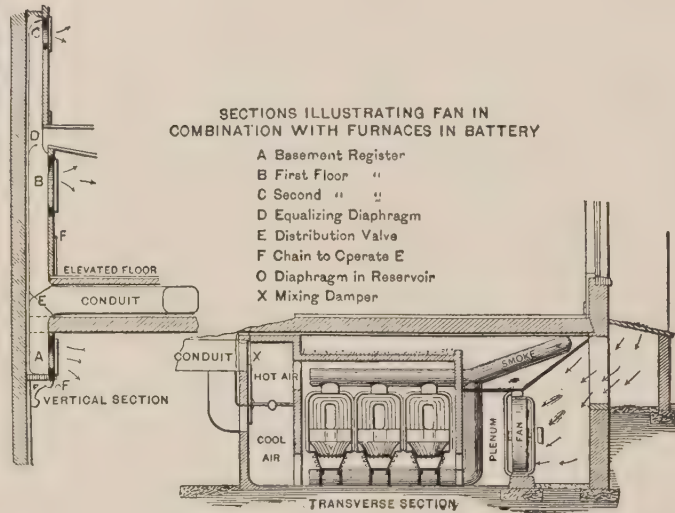 SECTIONS ILLUSTRATING FAN IN
COMBINATION WITH FURNACES IN BATTERY
A Basement Register
B First Floor "
C Second " "
D Equalizing Diaphragm
E Distribution Valve
F Chain to Operate E
O Diaphragm in Reservoir
X Mixing Damper
C
D
B
F
ELEVATED FLOOR
E
CONDUIT
A
F
VERTICAL SECTION
CONDUIT
X
HOT AIR
COOL
AIR
SMOKE
PLENUM
FAN
TRANSVERSE SECTION